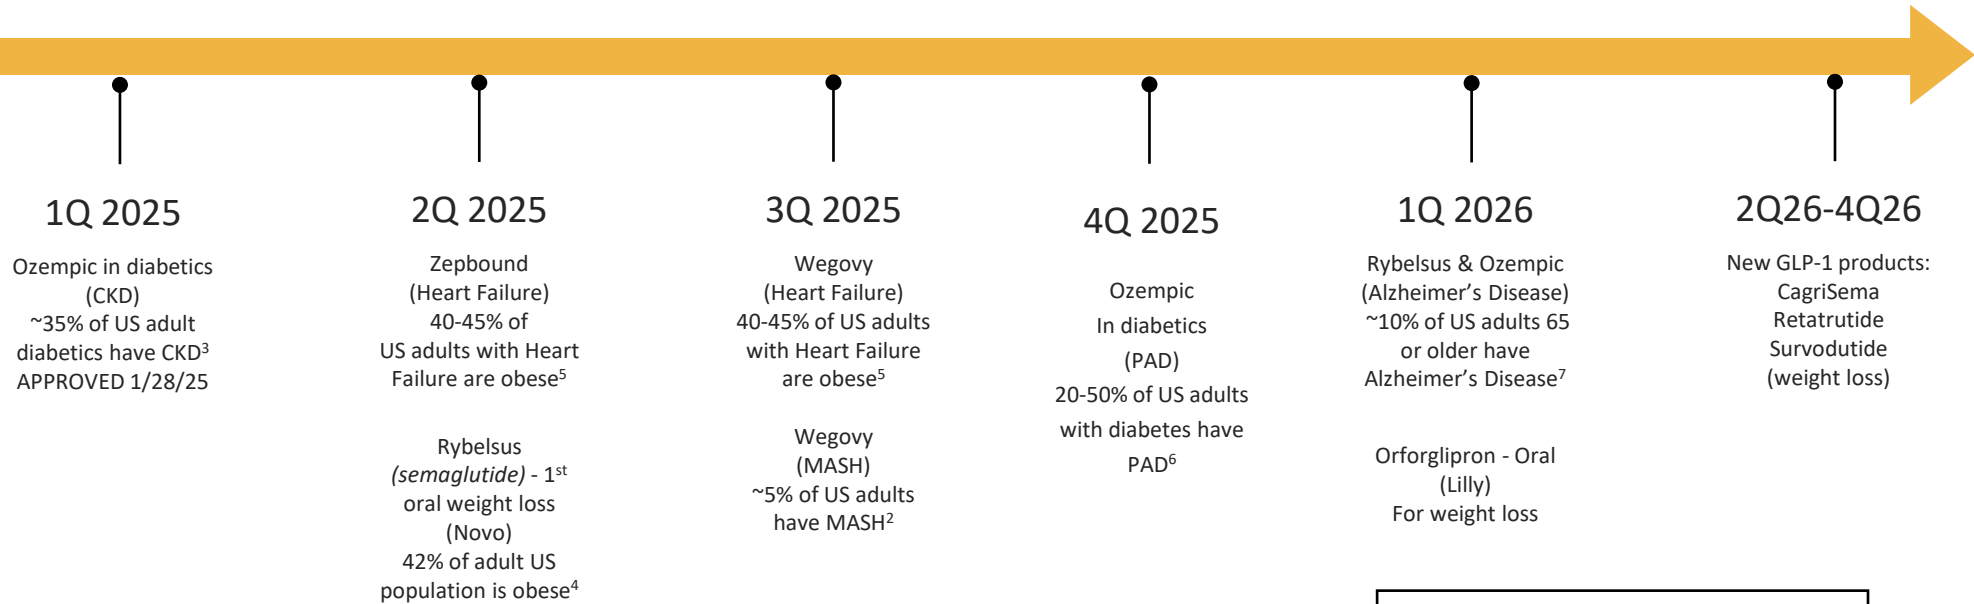 1Q 2025
Ozempic in diabetics
(CKD)
~35% of US adult
diabetics have CKD3
APPROVED 1/28/25
2Q 2025
Zepbound
(Heart Failure)
40-45% of
US adults with Heart
Failure are obese5
Rybelsus
(semaglutide) - 1st
oral weight loss
(Novo)
42% of adult US
population is obese4
3Q 2025
Wegovy
(Heart Failure)
40-45% of US adults
with Heart Failure
are obese5
Wegovy
(MASH)
~5% of US adults
have MASH2
4Q 2025
Ozempic
In diabetics
(PAD)
20-50% of US adults
with diabetes have
PAD6
1Q 2026
Rybelsus & Ozempic
(Alzheimer’s Disease)
~10% of US adults 65
or older have
Alzheimer’s Disease7
Orforglipron - Oral
(Lilly)
For weight loss
2Q26-4Q26
New GLP-1 products:
CagriSema
Retatrutide
Survodutide
(weight loss)